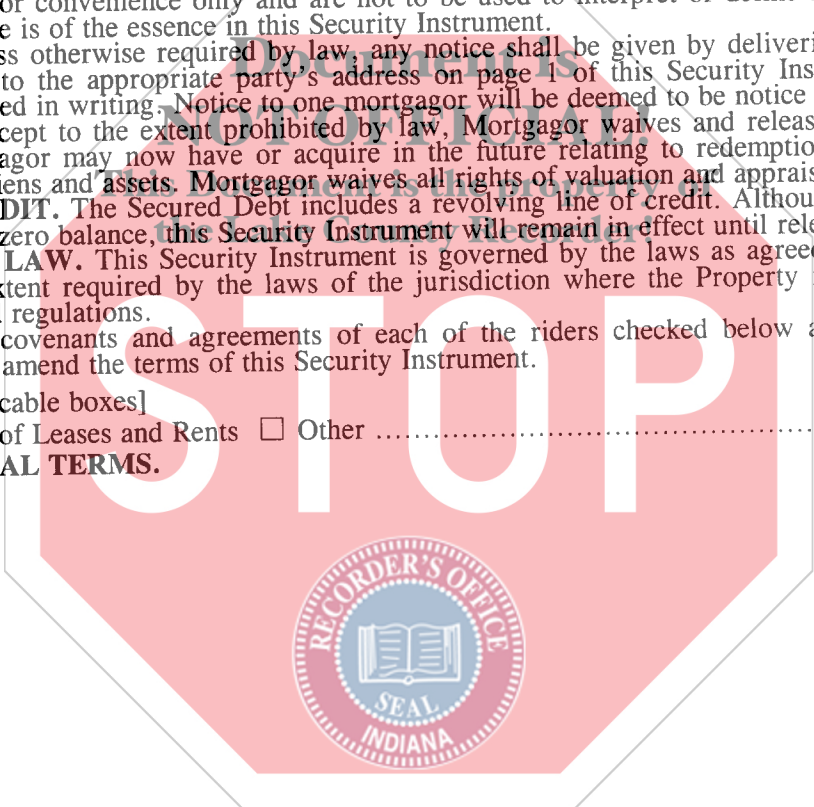 or convenience only and are not to be used to interpret or
e is of the essence in this Security Instrument.
ss otherwise required by law, any notice shall be given by deliveri
to the appropriate party's address on page 1 of this Security Ins
ed in writing. Notice to one mortgagor will be deemed to be notice
cept to the extent prohibited by law, Mortgagor waives and releas
agor may now have or acquire in the future relating to redemptio
iens and assets. Mortgagor waives all rights of valuation and apprais
DIT. The Secured Debt includes a revolving line of credit. Althou
zero balance, this Security Instrument will remain in effect until rele
LAW. This Security Instrument is governed by the laws as agree
xtent required by the laws of the jurisdiction where the Property
regulations.
covenants and agreements of each of the riders checked below a
amend the terms of this Security Instrument.
cable boxes]
of Leases and Rents ☐ Other ....................................................
AL TERMS.
Document is
NOT OFFICIAL!
This Document is the property of
the Lake County Recorder!
STOP
RECORDER'S OFFICE
SEAL
INDIANA